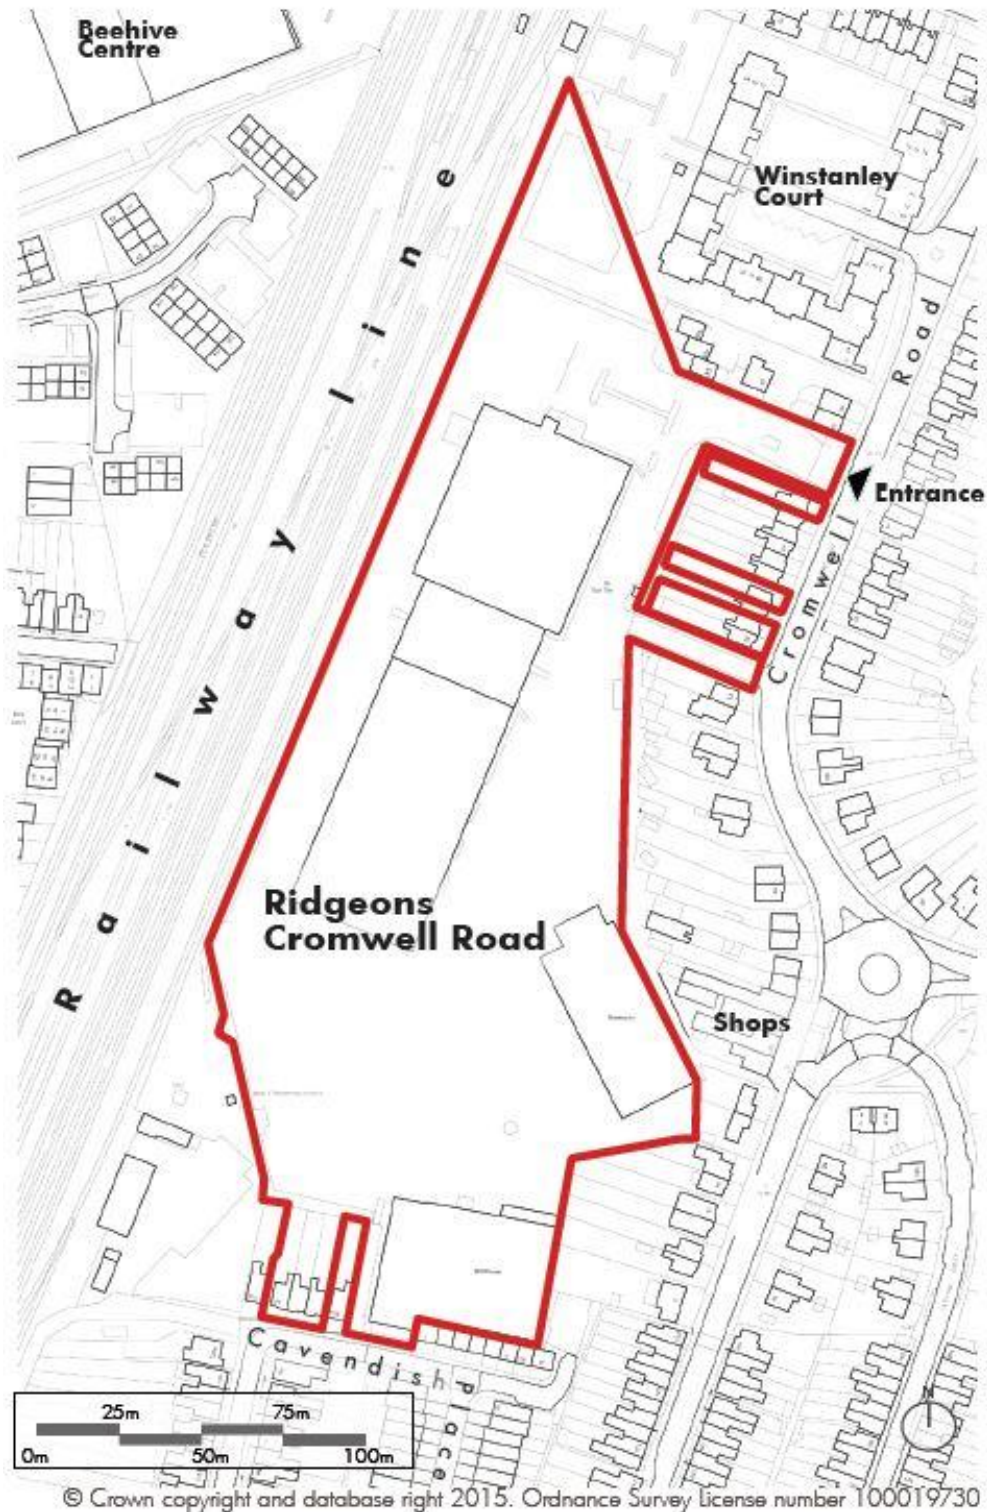 Beehive
Centre
Winstanley
Court
Railway line
Cromwell Road
Entrance
Ridgeons
Cromwell Road
Shops
Cavendish Place
N
25m 75m
0m 50m 100m
© Crown copyright and database right 2015. Ordnance Survey License number 100019730